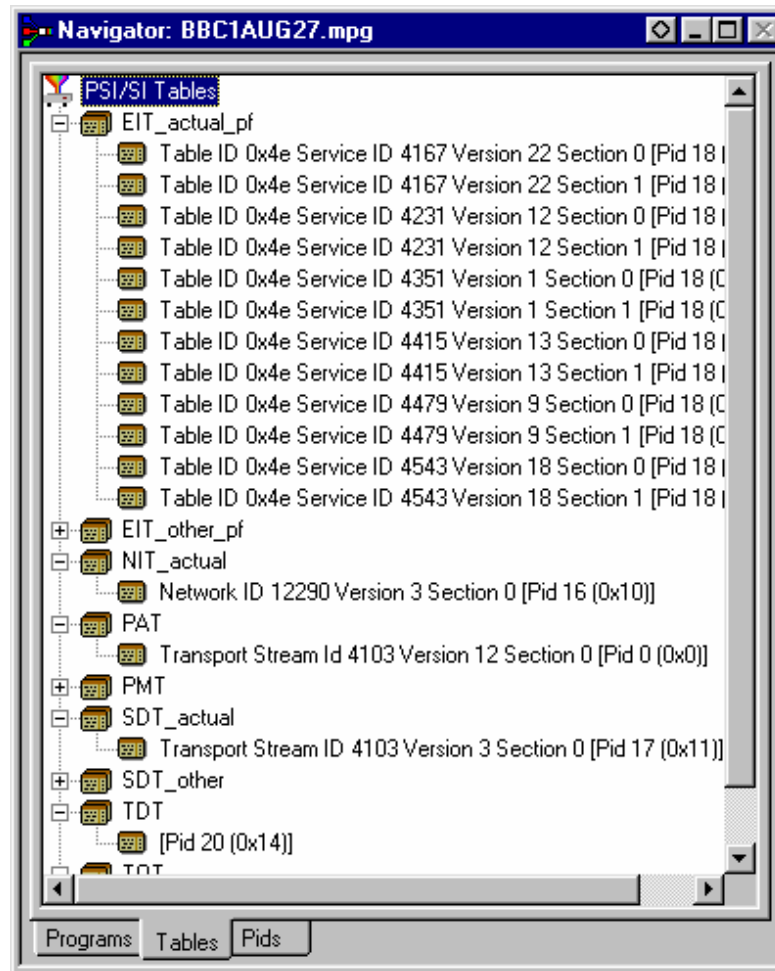 Navigator: BBC1AUG27.mpg
PSI/SI Tables
EIT_actual_pf
Table ID 0x4e Service ID 4167 Version 22 Section 0 [Pid 18 (
Table ID 0x4e Service ID 4167 Version 22 Section 1 [Pid 18 (
Table ID 0x4e Service ID 4231 Version 12 Section 0 [Pid 18 (
Table ID 0x4e Service ID 4231 Version 12 Section 1 [Pid 18 (
Table ID 0x4e Service ID 4351 Version 1 Section 0 [Pid 18 (0
Table ID 0x4e Service ID 4351 Version 1 Section 1 [Pid 18 (0
Table ID 0x4e Service ID 4415 Version 13 Section 0 [Pid 18 (
Table ID 0x4e Service ID 4415 Version 13 Section 1 [Pid 18 (
Table ID 0x4e Service ID 4479 Version 9 Section 0 [Pid 18 (0
Table ID 0x4e Service ID 4479 Version 9 Section 1 [Pid 18 (0
Table ID 0x4e Service ID 4543 Version 18 Section 0 [Pid 18 (
Table ID 0x4e Service ID 4543 Version 18 Section 1 [Pid 18 (
EIT_other_pf
NIT_actual
Network ID 12290 Version 3 Section 0 [Pid 16 (0x10)]
PAT
Transport Stream Id 4103 Version 12 Section 0 [Pid 0 (0x0)]
PMT
SDT_actual
Transport Stream ID 4103 Version 3 Section 0 [Pid 17 (0x11)]
SDT_other
TDT
[Pid 20 (0x14)]
TOT
Programs Tables Pids